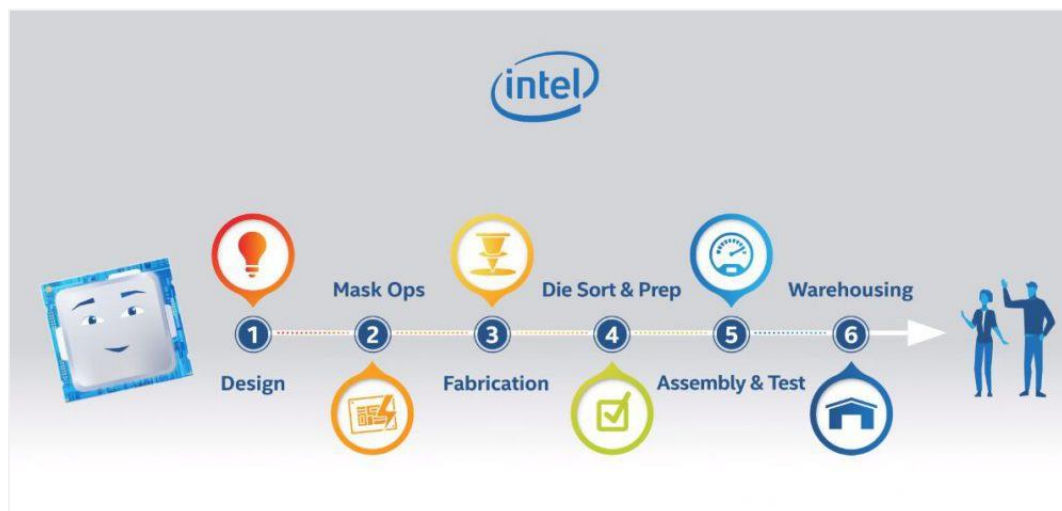 intel
Mask Ops
Die Sort & Prep
Warehousing
1
2
3
4
5
6
Design
Fabrication
Assembly & Test